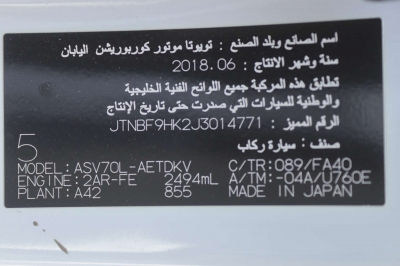 اسم الصانع وبلد الصنع : تويوتا موتور كوربوريشن اليابان
سنة وشهر الانتاج : 2018.06
تطابق هذه المركبة جميع اللوائح الفنية الخليجية
والوطنية للسيارات التي صدرت حتى تاريخ الإنتاج
الرقم المميز : JTNBF9HK2J3014771
صنف : سيارة ركاب
5
MODEL: ASV70L-AETDKV C/TR: 089/FA40
ENGINE: 2AR-FE 2494mL A/TM: -04A/U760E
PLANT: A42 855 MADE IN JAPAN